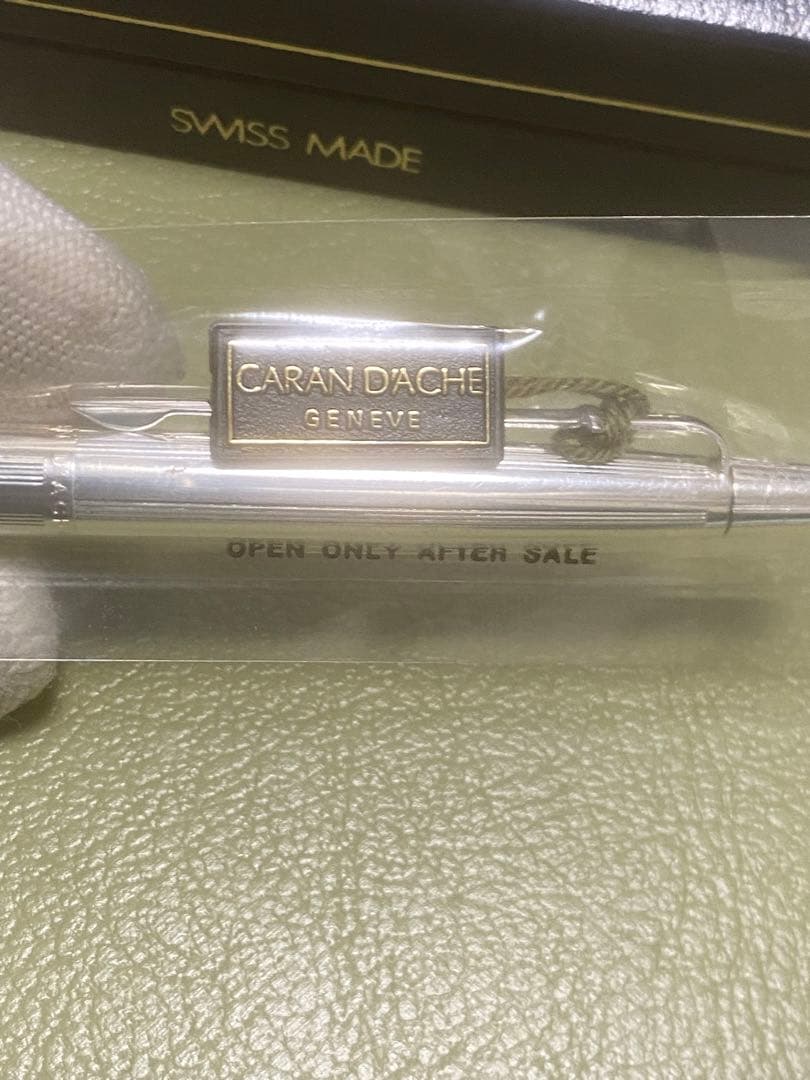 SWISS MADE
CARAN D'ACHE
GENEVE
OPEN ONLY AFTER SALE